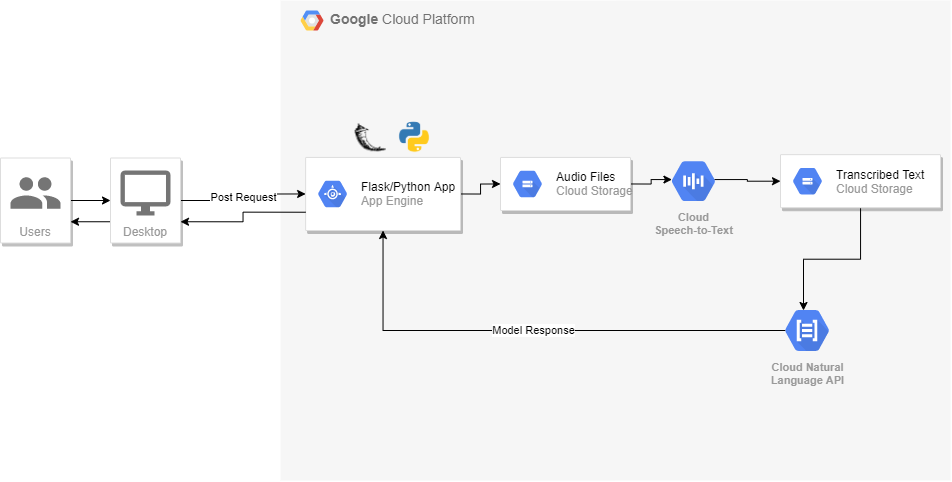 Google Cloud Platform
Users
Desktop
Post Request
Flask/Python App
App Engine
Audio Files
Cloud Storage
Cloud
Speech-to-Text
Transcribed Text
Cloud Storage
Model Response
Cloud Natural
Language API